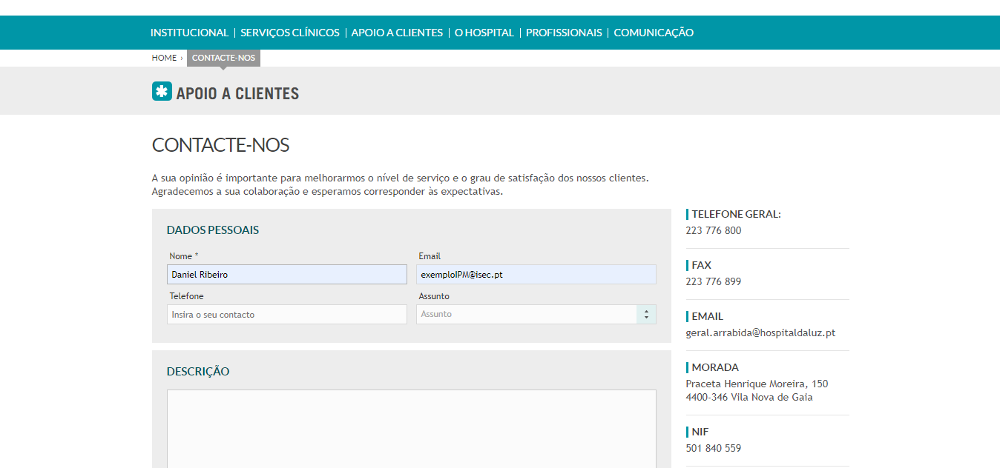 INSTITUCIONAL | SERVIÇOS CLÍNICOS | APOIO A CLIENTES | O HOSPITAL | PROFISSIONAIS | COMUNICAÇÃO
HOME › CONTACTE-NOS
APOIO A CLIENTES
CONTACTE-NOS
A sua opinião é importante para melhorarmos o nível de serviço e o grau de satisfação dos nossos clientes.
Agradecemos a sua colaboração e esperamos corresponder às expectativas.
DADOS PESSOAIS
Nome * Email
Daniel Ribeiro exemploIPM@isec.pt
Telefone Assunto
Insira o seu contacto Assunto
DESCRIÇÃO
TELEFONE GERAL:
223 776 800
FAX
223 776 899
EMAIL
geral.arrabida@hospitaldaluz.pt
MORADA
Praceta Henrique Moreira, 150
4400-346 Vila Nova de Gaia
NIF
501 840 559